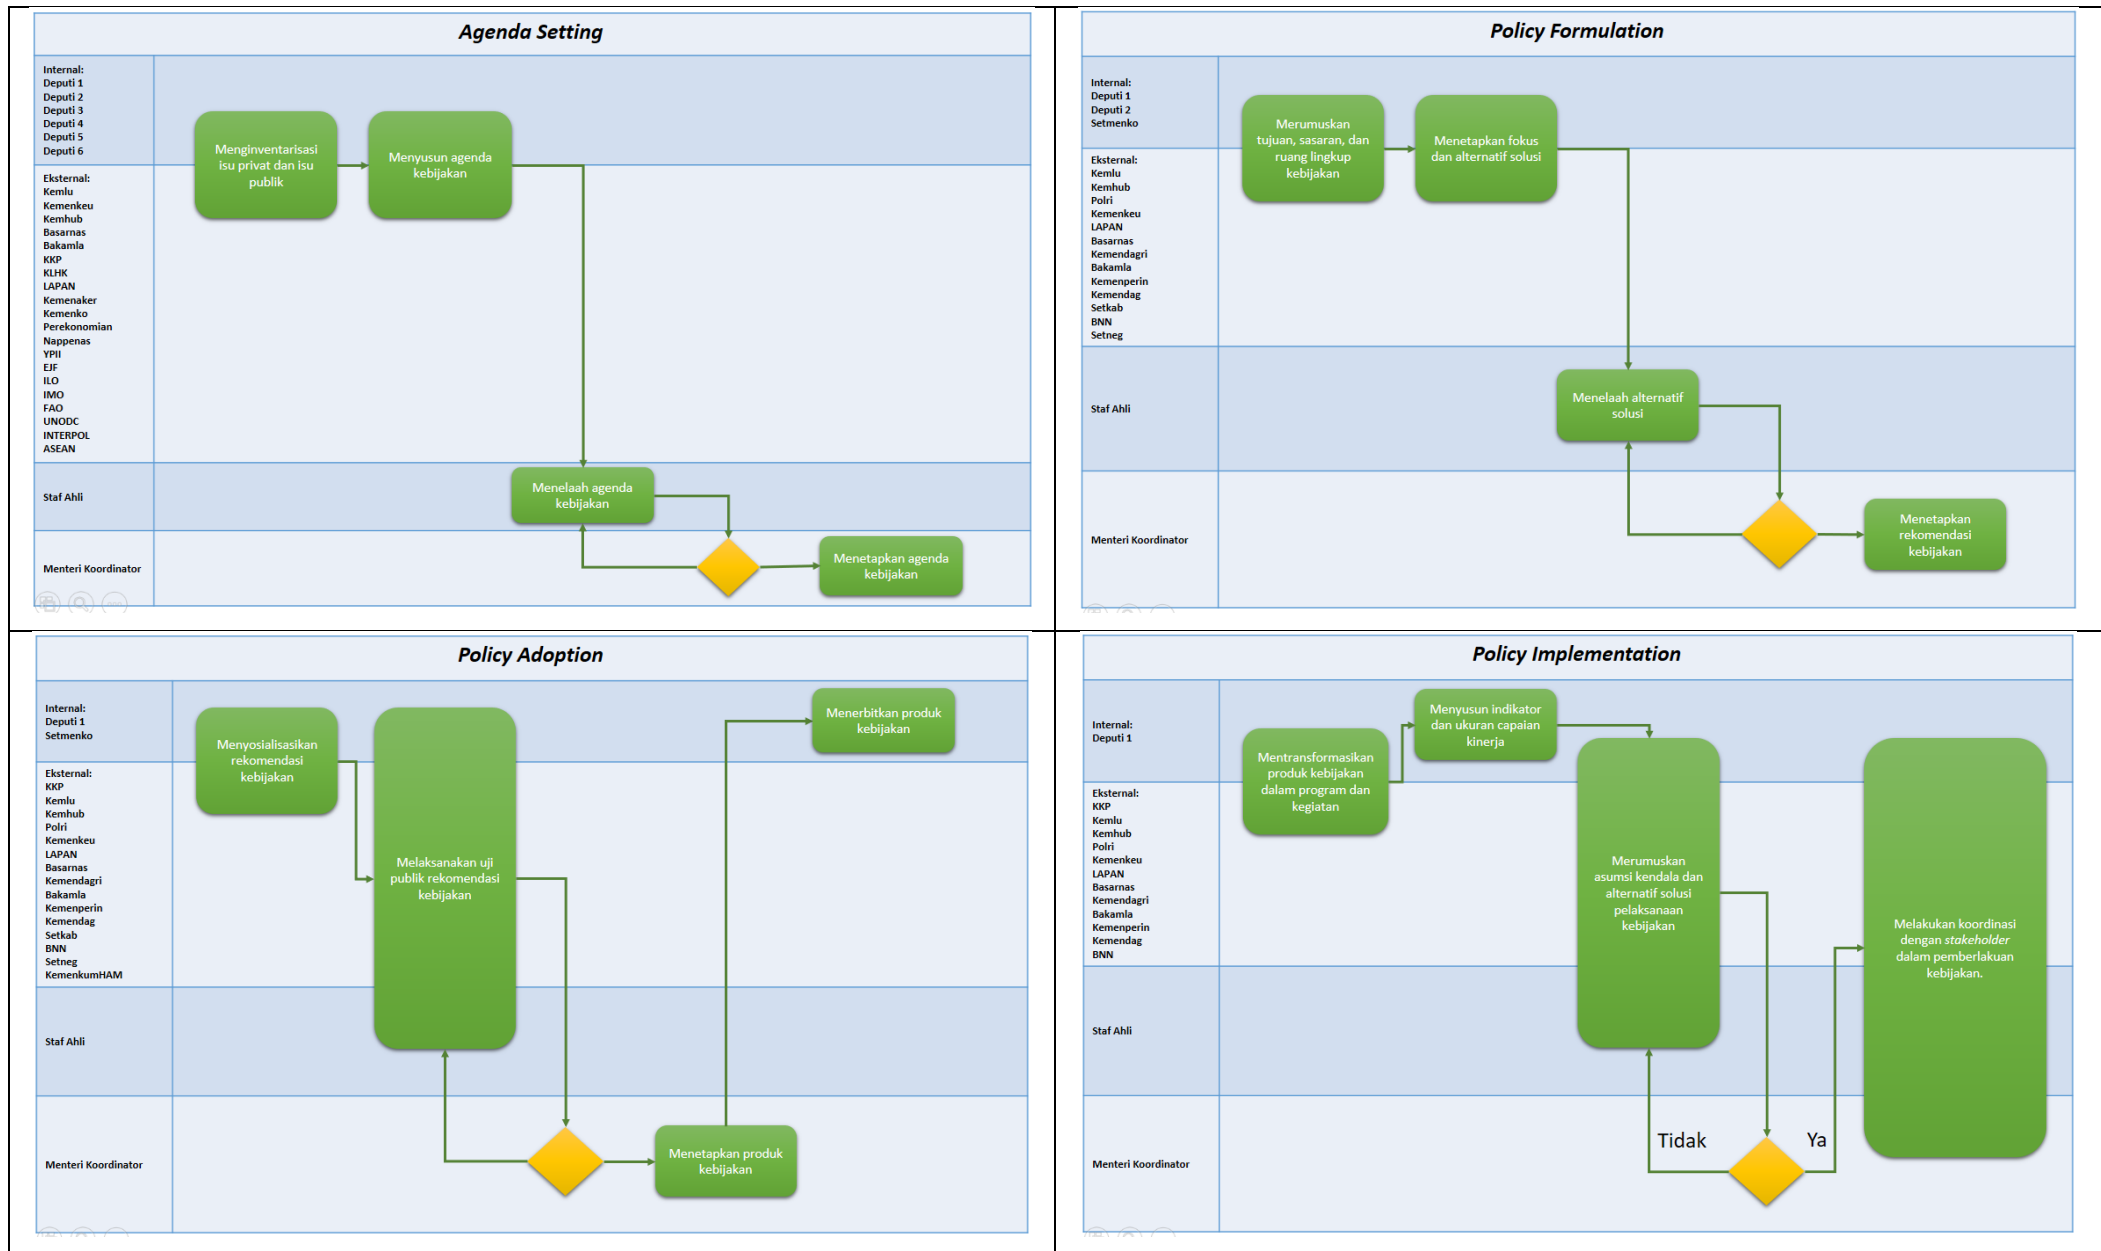 Agenda Setting
Internal:
Deputi 1
Deputi 2
Deputi 3
Deputi 4
Deputi 5
Deputi 6
Menginventarisasi
isu privat dan isu
publik
Menyusun agenda
kebijakan
Eksternal:
Kemlu
Kemenkeu
Kemhub
Basarnas
Bakamla
KKP
KLHK
LAPAN
Kemenaker
Kemenko
Perekonomian
Nappenas
YPII
EJF
ILO
IMO
FAO
UNODC
INTERPOL
ASEAN
Staf Ahli
Menelaah agenda
kebijakan
Menteri Koordinator
Menetapkan agenda
kebijakan
Policy Formulation
Internal:
Deputi 1
Deputi 2
Setmenko
Merumuskan
tujuan, sasaran, dan
ruang lingkup
kebijakan
Menetapkan fokus
dan alternatif solusi
Eksternal:
Kemlu
Kemhub
Polri
Kemenkeu
LAPAN
Basarnas
Kemendagri
Bakamla
Kemenperin
Kemendag
Setkab
BNN
Setneg
Staf Ahli
Menelaah alternatif
solusi
Menteri Koordinator
Menetapkan
rekomendasi
kebijakan
Policy Adoption
Internal:
Deputi 1
Setmenko
Menyosialisasikan
rekomendasi
kebijakan
Menerbitkan produk
kebijakan
Eksternal:
KKP
Kemlu
Kemhub
Polri
Kemenkeu
LAPAN
Basarnas
Kemendagri
Bakamla
Kemenperin
Kemendag
Setkab
BNN
Setneg
KemenkumHAM
Melaksanakan uji
publik rekomendasi
kebijakan
Staf Ahli
Menteri Koordinator
Menetapkan produk
kebijakan
Policy Implementation
Internal:
Deputi 1
Mentransformasikan
produk kebijakan
dalam program dan
kegiatan
Menyusun indikator
dan ukuran capaian
kinerja
Eksternal:
KKP
Kemlu
Kemhub
Polri
Kemenkeu
LAPAN
Basarnas
Kemendagri
Bakamla
Kemenperin
Kemendag
BNN
Merumuskan
asumsi kendala dan
alternatif solusi
pelaksanaan
kebijakan
Melakukan koordinasi
dengan stakeholder
dalam pemberlakuan
kebijakan.
Staf Ahli
Menteri Koordinator
Tidak
Ya